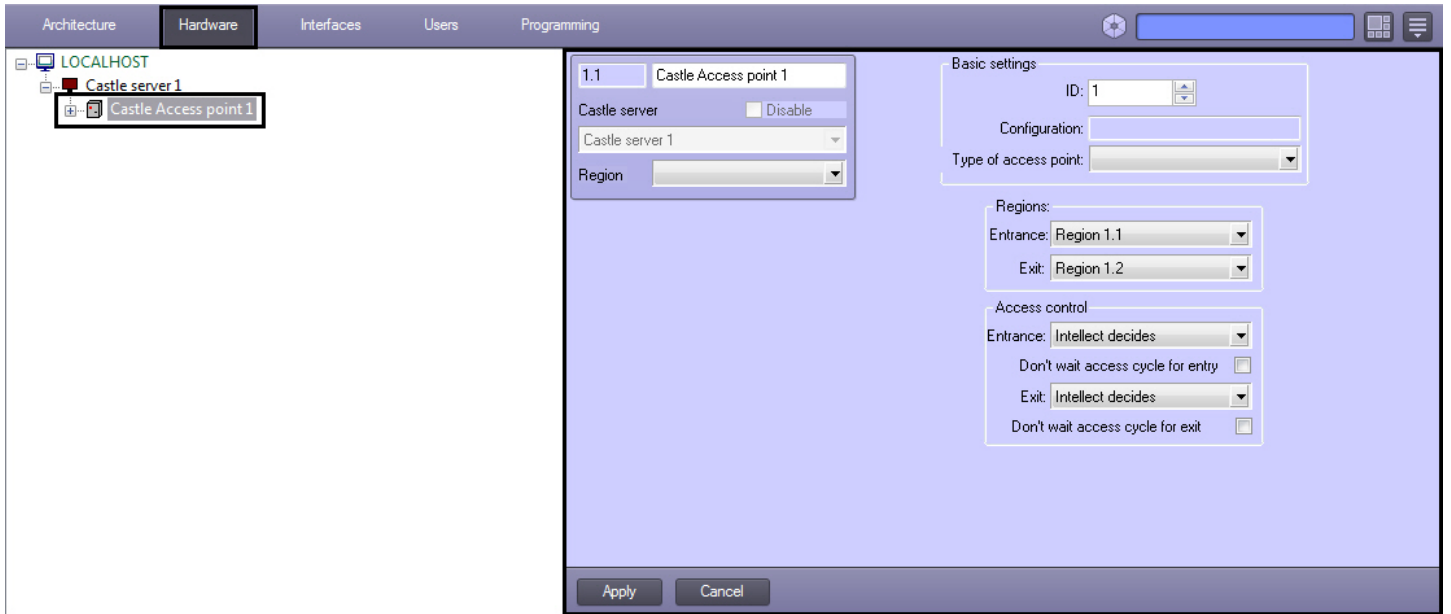 Architecture Hardware Interfaces Users Programming
LOCALHOST
Castle server 1
Castle Access point 1
1.1 Castle Access point 1
Castle server Disable
Castle server 1
Region
Basic settings
ID: 1
Configuration:
Type of access point:
Regions:
Entrance: Region 1.1
Exit: Region 1.2
Access control
Entrance: Intellect decides
Don't wait access cycle for entry
Exit: Intellect decides
Don't wait access cycle for exit
Apply Cancel